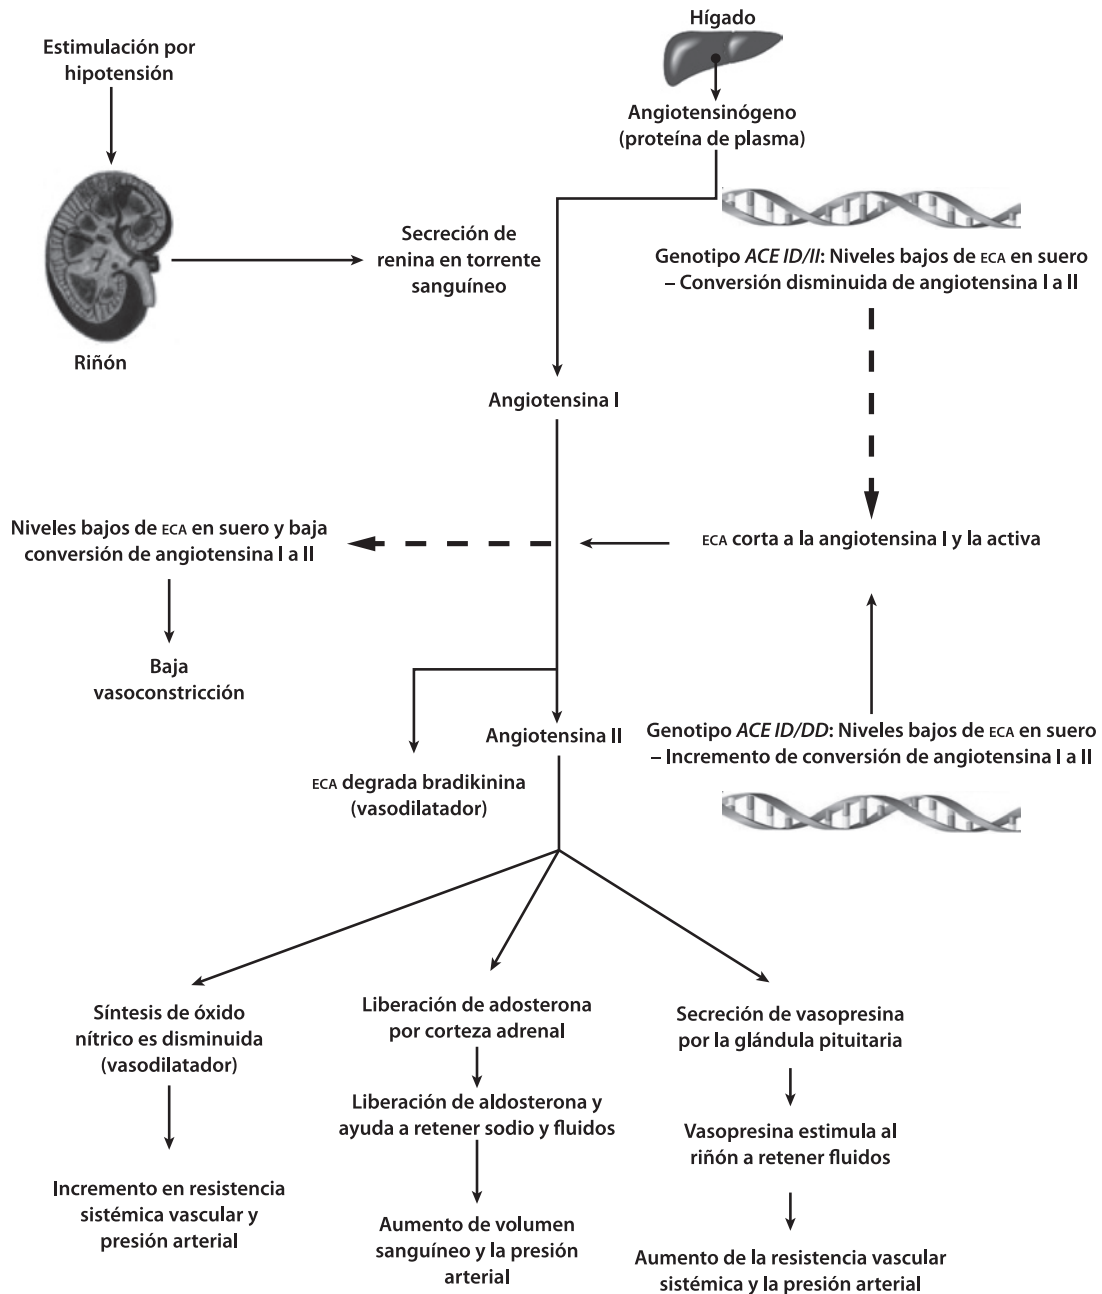 Hígado
Estimulación por
hipotensión
Angiotensinógeno
(proteína de plasma)
Secreción de
renina en torrente
sanguíneo
Genotipo ACE ID/II: Niveles bajos de ECA en suero
– Conversión disminuida de angiotensina I a II
Riñón
Angiotensina I
Niveles bajos de ECA en suero y baja
conversión de angiotensina I a II
ECA corta a la angiotensina I y la activa
Baja
vasoconstricción
Angiotensina II
Genotipo ACE ID/DD: Niveles bajos de ECA en suero
– Incremento de conversión de angiotensina I a II
ECA degrada bradikinina
(vasodilatador)
Síntesis de óxido
nítrico es disminuida
(vasodilatador)
Liberación de adosterona
por corteza adrenal
Secreción de vasopresina
por la glándula pituitaria
Liberación de aldosterona y
ayuda a retener sodio y fluidos
Vasopresina estimula al
riñón a retener fluidos
Incremento en resistencia
sistémica vascular y
presión arterial
Aumento de volumen
sanguíneo y la presión
arterial
Aumento de la resistencia vascular
sistémica y la presión arterial